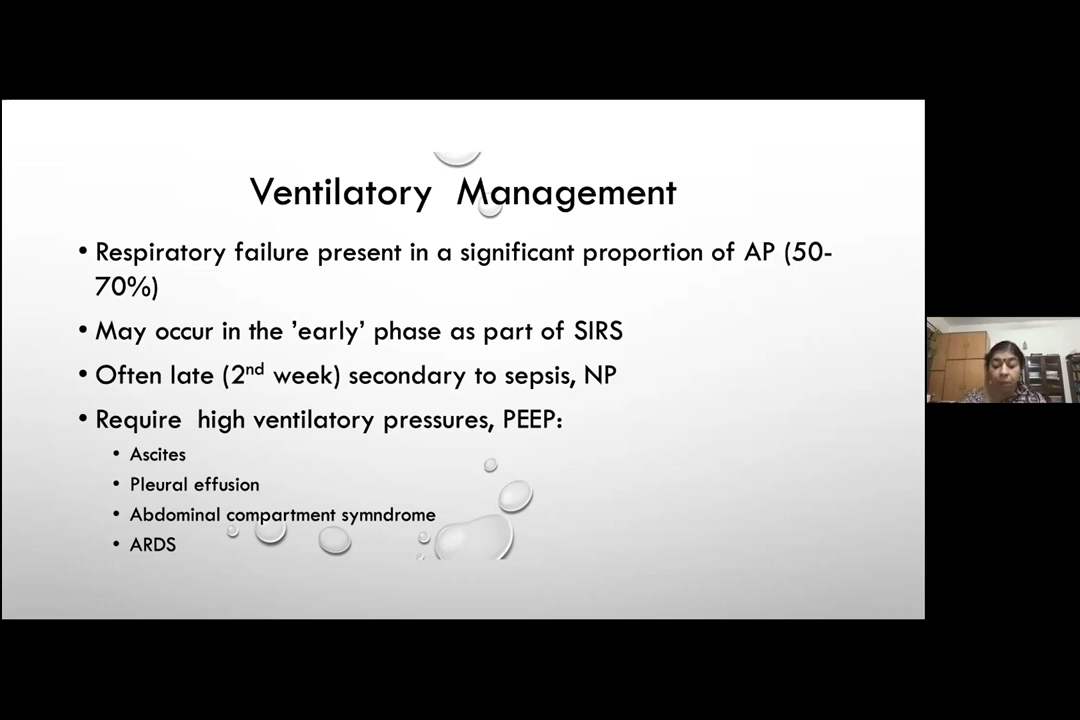 Ventilatory Management
• Respiratory failure present in a significant proportion of AP (50-
70%)
• May occur in the ’early’ phase as part of SIRS
• Often late (2nd week) secondary to sepsis, NP
• Require high ventilatory pressures, PEEP:
• Ascites
• Pleural effusion
• Abdominal compartment symndrome
• ARDS